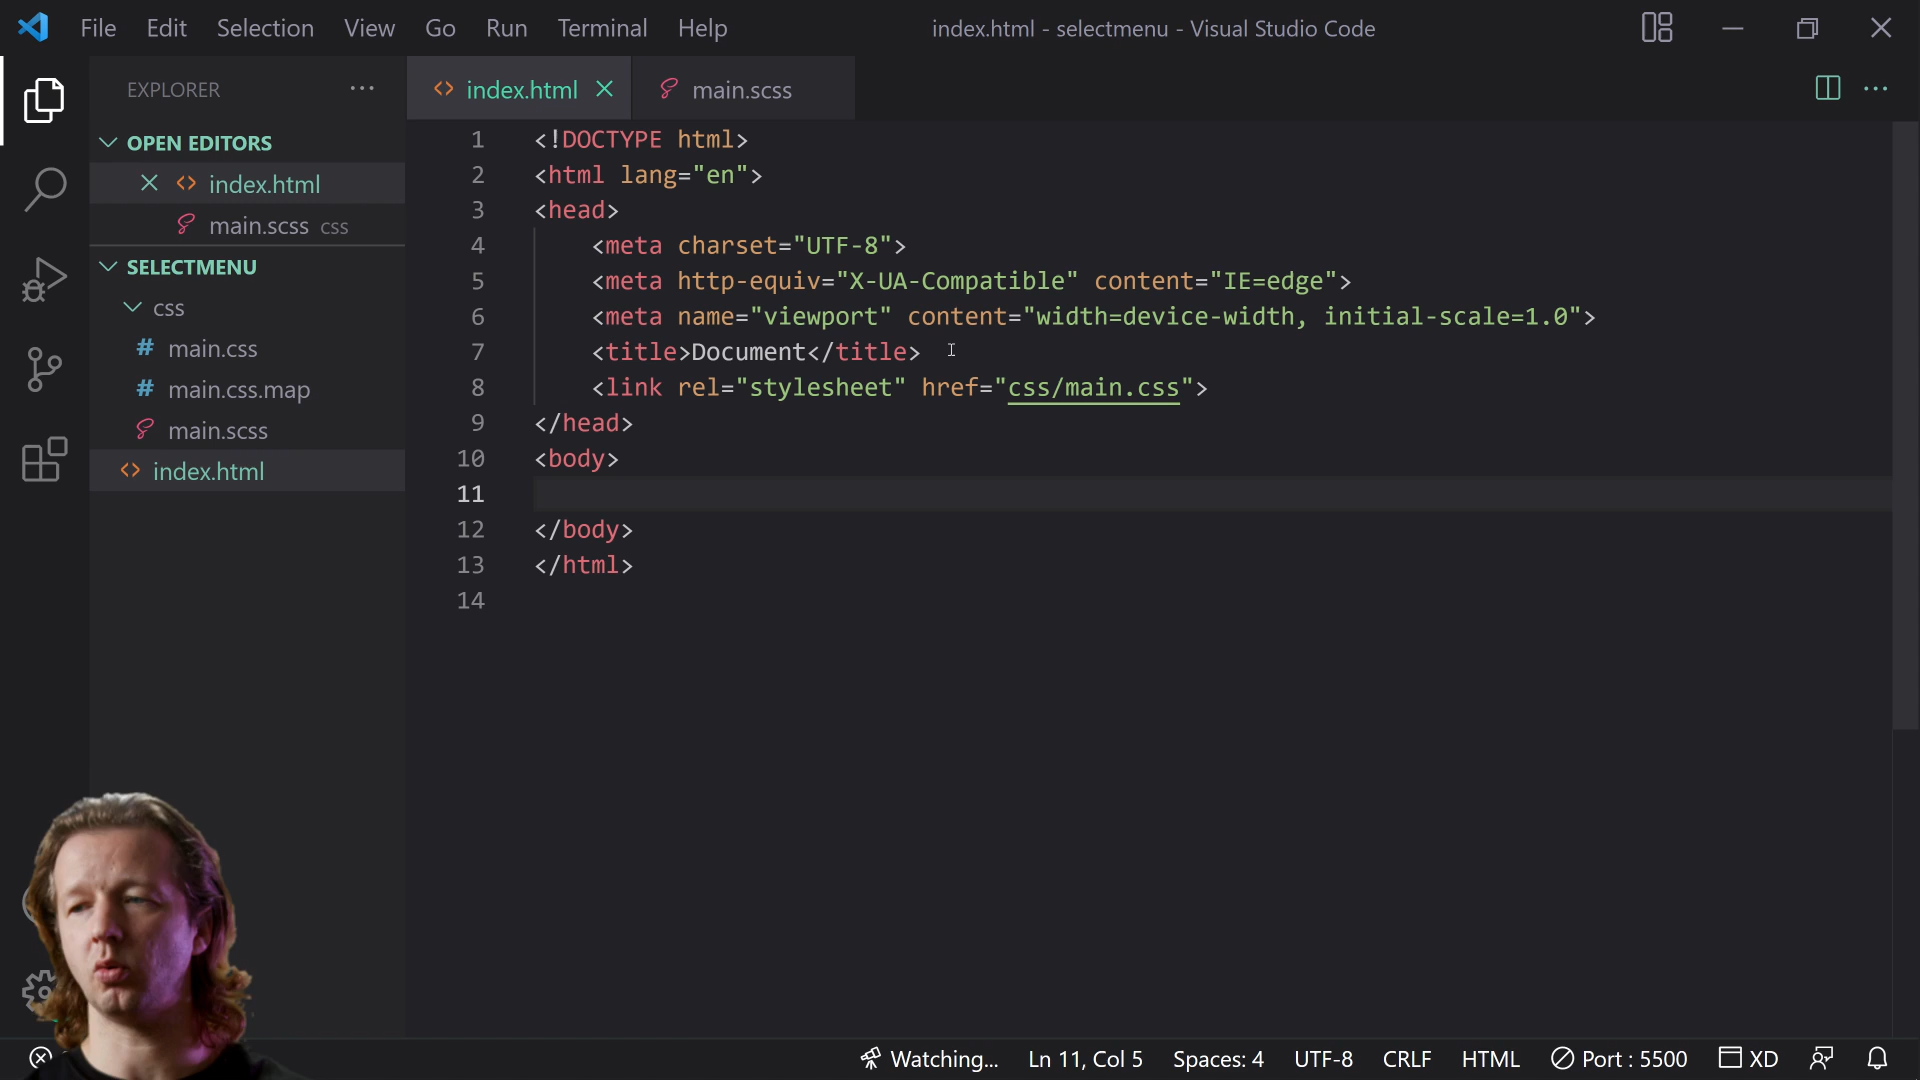 File Edit Selection View Go Run Terminal Help
index.html - selectmenu - Visual Studio Code
EXPLORER
OPEN EDITORS
index.html
main.scss css
SELECTMENU
css
main.css
main.css.map
main.scss
index.html
index.html
main.scss
1 <!DOCTYPE html>
2 <html lang="en">
3 <head>
4 <meta charset="UTF-8">
5 <meta http-equiv="X-UA-Compatible" content="IE=edge">
6 <meta name="viewport" content="width=device-width, initial-scale=1.0">
7 <title>Document</title>
8 <link rel="stylesheet" href="css/main.css">
9 </head>
10 <body>
11
12 </body>
13 </html>
14
Watching... Ln 11, Col 5 Spaces: 4 UTF-8 CRLF HTML Port : 5500 XD